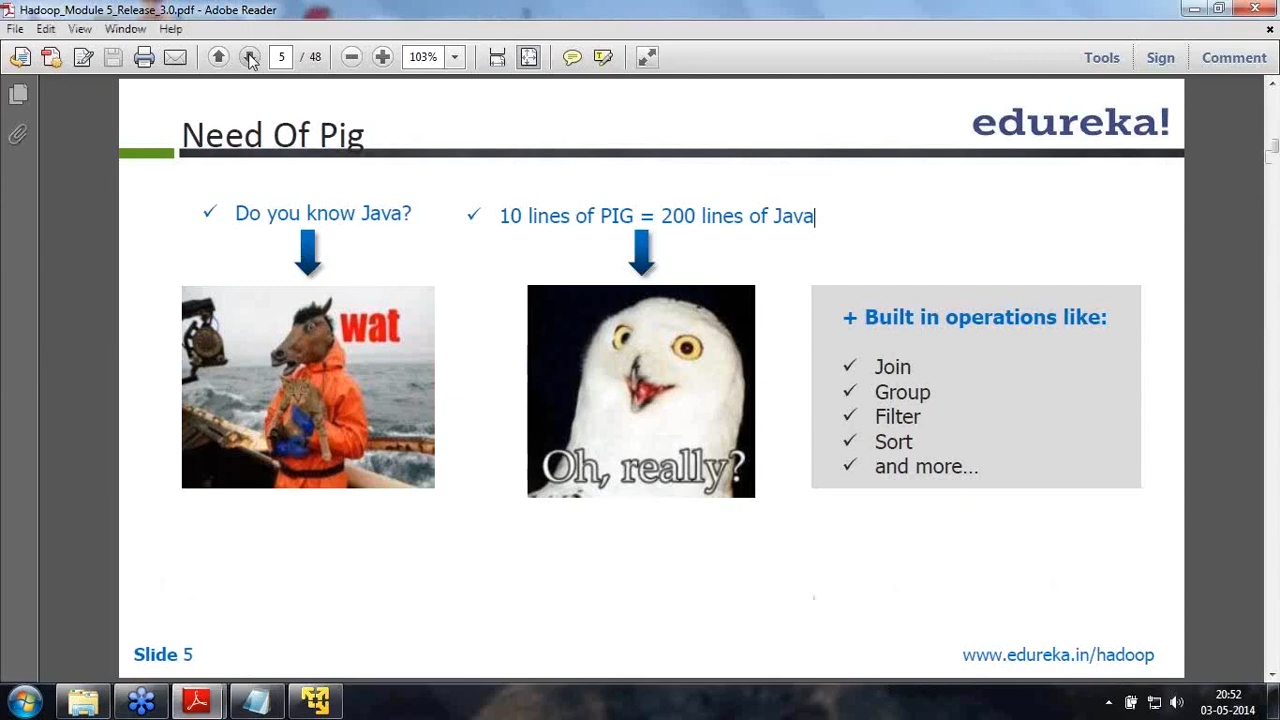 Hadoop_Module 5_Release_3.0.pdf - Adobe Reader
File Edit View Window Help
5 / 48 103% Tools Sign Comment
Need Of Pig
edureka!
✓ Do you know Java?
✓ 10 lines of PIG = 200 lines of Java
wat
Oh, really?
+ Built in operations like:
✓ Join
✓ Group
✓ Filter
✓ Sort
✓ and more...
Slide 5
www.edureka.in/hadoop
20:52
03-05-2014